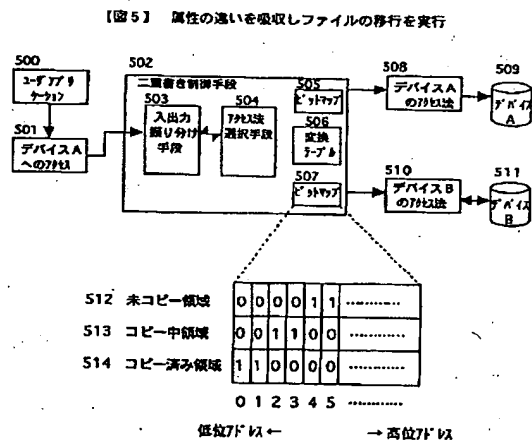 【図5】 属性の違いを吸収しファイルの移行を実行
500
ユーザアプリ
ケーション
501
デバイスA
へのアクセス
502
二重書き制御手段
503
入出力
振り分け
手段
504
アクセス法
選択手段
505
ビットマップ
506
変換
テーブル
507
ビットマップ
508
デバイスA
のアクセス法
509
デバイス
A
510
デバイスB
のアクセス法
511
デバイス
B
512 未コピー領域 0 0 0 0 1 1 …………
513 コピー中領域 0 0 1 1 0 0 …………
514 コピー済み領域 1 1 0 0 0 0 …………
0 1 2 3 4 5 …………
低位アドレス ← →高位アドレス